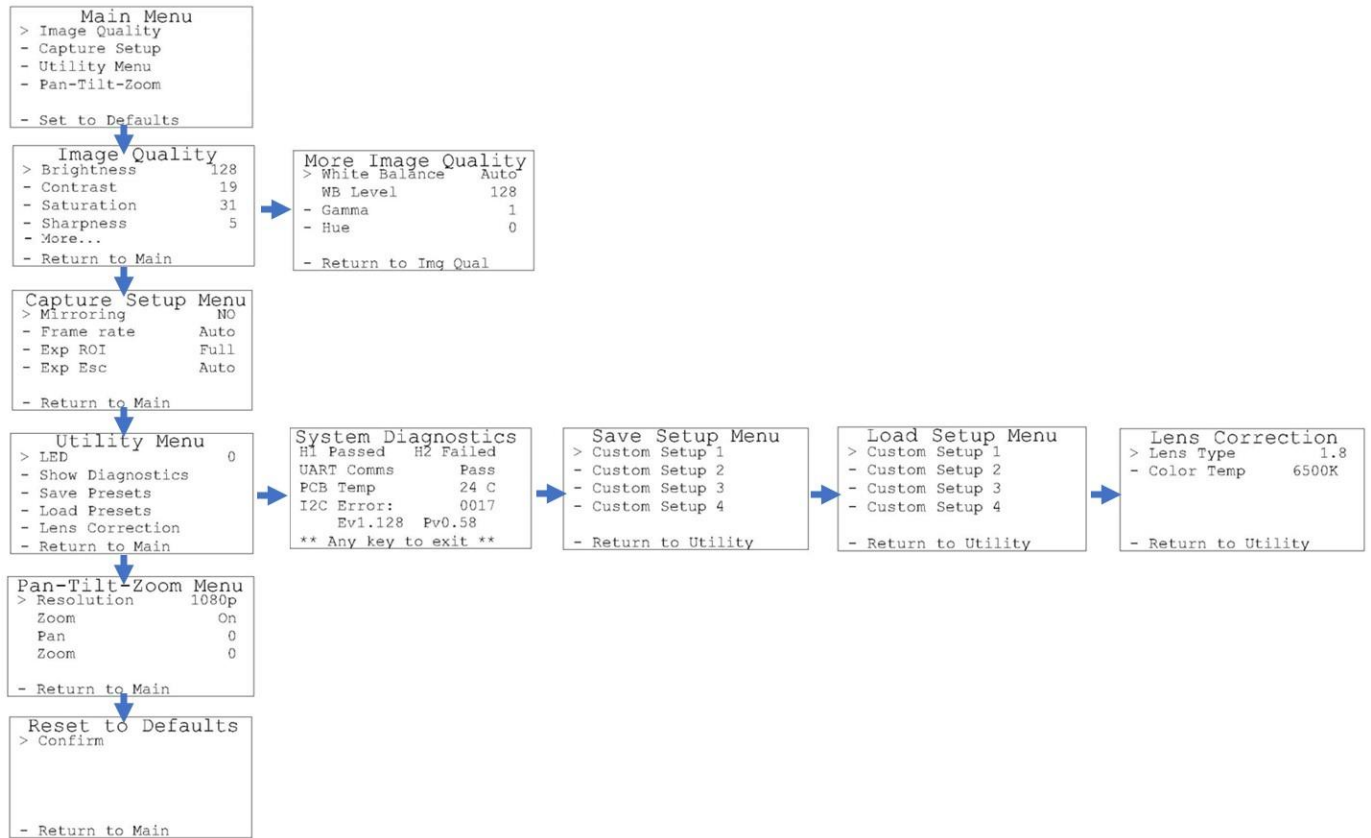 Main Menu
> Image Quality
- Capture Setup
- Utility Menu
- Pan-Tilt-Zoom
- Set to Defaults
Image Quality
> Brightness 128
- Contrast 19
- Saturation 31
- Sharpness 5
- More...
- Return to Main
More Image Quality
> White Balance Auto
WB Level 128
- Gamma 1
- Hue 0
- Return to Img Qual
Capture Setup Menu
> Mirroring NO
- Frame rate Auto
- Exp ROI Full
- Exp Esc Auto
- Return to Main
Utility Menu
> LED 0
- Show Diagnostics
- Save Presets
- Load Presets
- Lens Correction
- Return to Main
System Diagnostics
H1 Passed H2 Failed
UART Comms Pass
PCB Temp 24 C
I2C Error: 0017
Ev1.128 Pv0.58
** Any key to exit **
Save Setup Menu
> Custom Setup 1
- Custom Setup 2
- Custom Setup 3
- Custom Setup 4
- Return to Utility
Load Setup Menu
> Custom Setup 1
- Custom Setup 2
- Custom Setup 3
- Custom Setup 4
- Return to Utility
Lens Correction
> Lens Type 1.8
- Color Temp 6500K
- Return to Utility
Pan-Tilt-Zoom Menu
> Resolution 1080p
Zoom On
Pan 0
Zoom 0
- Return to Main
Reset to Defaults
> Confirm
- Return to Main